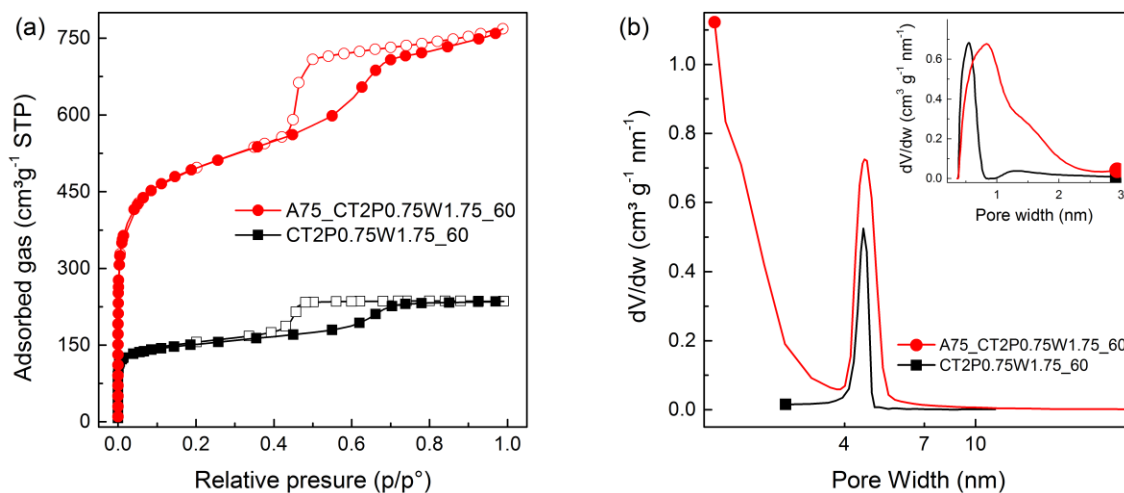 (a)
750
600
450
300
150
0
0.0 0.2 0.4 0.6 0.8 1.0
Adsorbed gas (cm³g⁻¹ STP)
Relative presure (p/p°)
A75_CT2P0.75W1.75_60
CT2P0.75W1.75_60
(b)
1.0
0.8
0.6
0.4
0.2
0.0
4 7 10
dV/dw (cm³ g⁻¹ nm⁻¹)
Pore Width (nm)
A75_CT2P0.75W1.75_60
CT2P0.75W1.75_60
0.6
0.4
0.2
0.0
0 1 2 3
dV/dw (cm³ g⁻¹ nm⁻¹)
Pore width (nm)